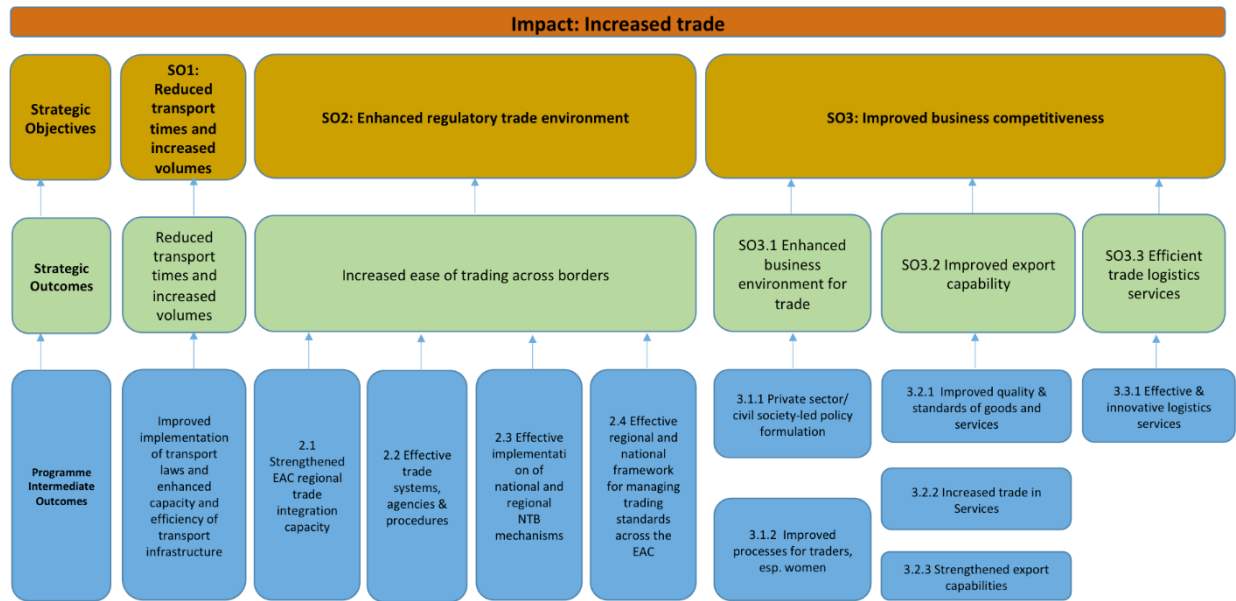 Impact: Increased trade
Strategic
Objectives
SO1:
Reduced
transport
times and
increased
volumes
SO2: Enhanced regulatory trade environment
SO3: Improved business competitiveness
Strategic
Outcomes
Reduced
transport
times and
increased
volumes
Increased ease of trading across borders
SO3.1 Enhanced
business
environment for
trade
SO3.2 Improved export
capability
SO3.3 Efficient
trade logistics
services
Programme
Intermediate
Outcomes
Improved
implementation
of transport
laws and
enhanced
capacity and
efficiency of
transport
infrastructure
2.1
Strengthened
EAC regional
trade
integration
capacity
2.2 Effective
trade
systems,
agencies &
procedures
2.3 Effective
implementati
on of
national and
regional
NTB
mechanisms
2.4 Effective
regional and
national
framework
for managing
trading
standards
across the
EAC
3.1.1 Private sector/
civil society-led policy
formulation
3.1.2 Improved
processes for traders,
esp. women
3.2.1 Improved quality &
standards of goods and
services
3.2.2 Increased trade in
Services
3.2.3 Strengthened export
capabilities
3.3.1 Effective &
innovative logistics
services